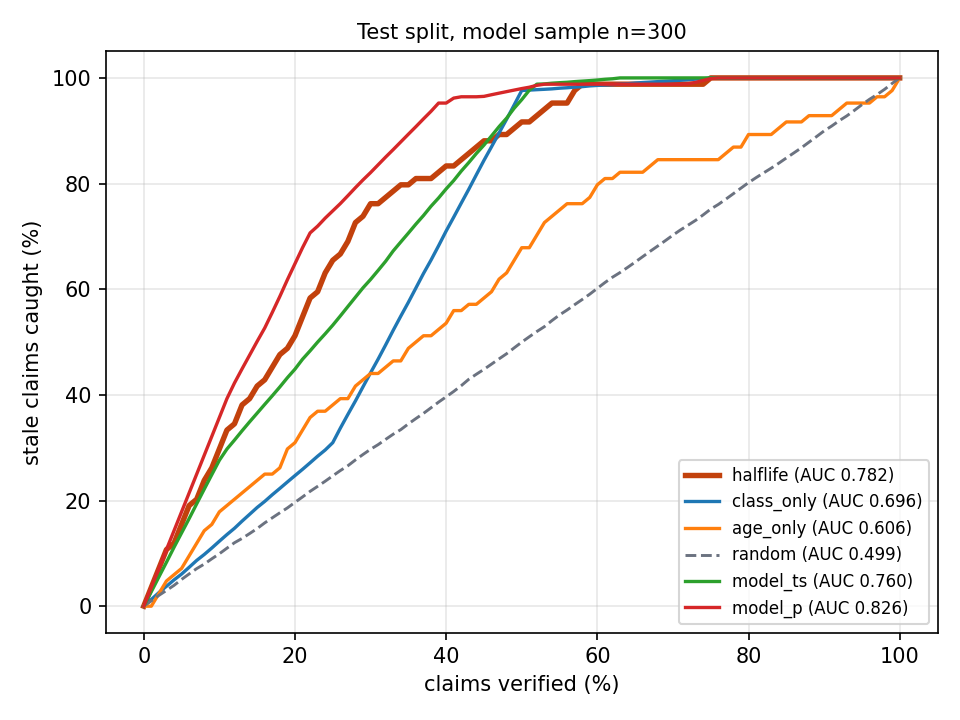 Test split, model sample n=300
stale claims caught (%)
100
80
60
40
20
0
halflife (AUC 0.782)
class_only (AUC 0.696)
age_only (AUC 0.606)
random (AUC 0.499)
model_ts (AUC 0.760)
model_p (AUC 0.826)
0 20 40 60 80 100
claims verified (%)